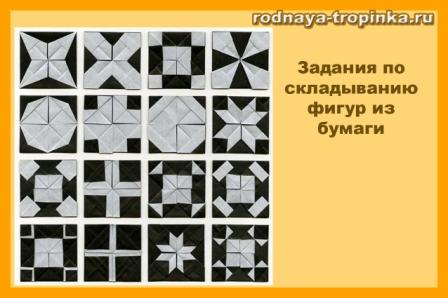 rodnaya-tropinka.ru
Задания по
складыванию
фигур из
бумаги